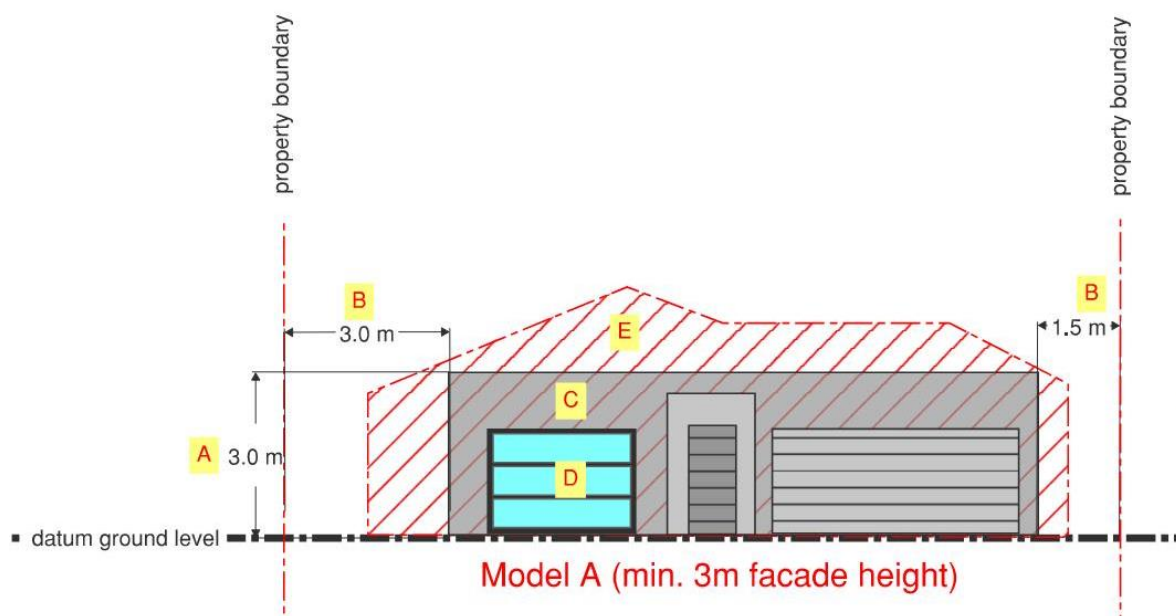 property boundary
property boundary
B
3.0 m
B
1.5 m
E
C
A
3.0 m
D
datum ground level
Model A (min. 3m facade height)